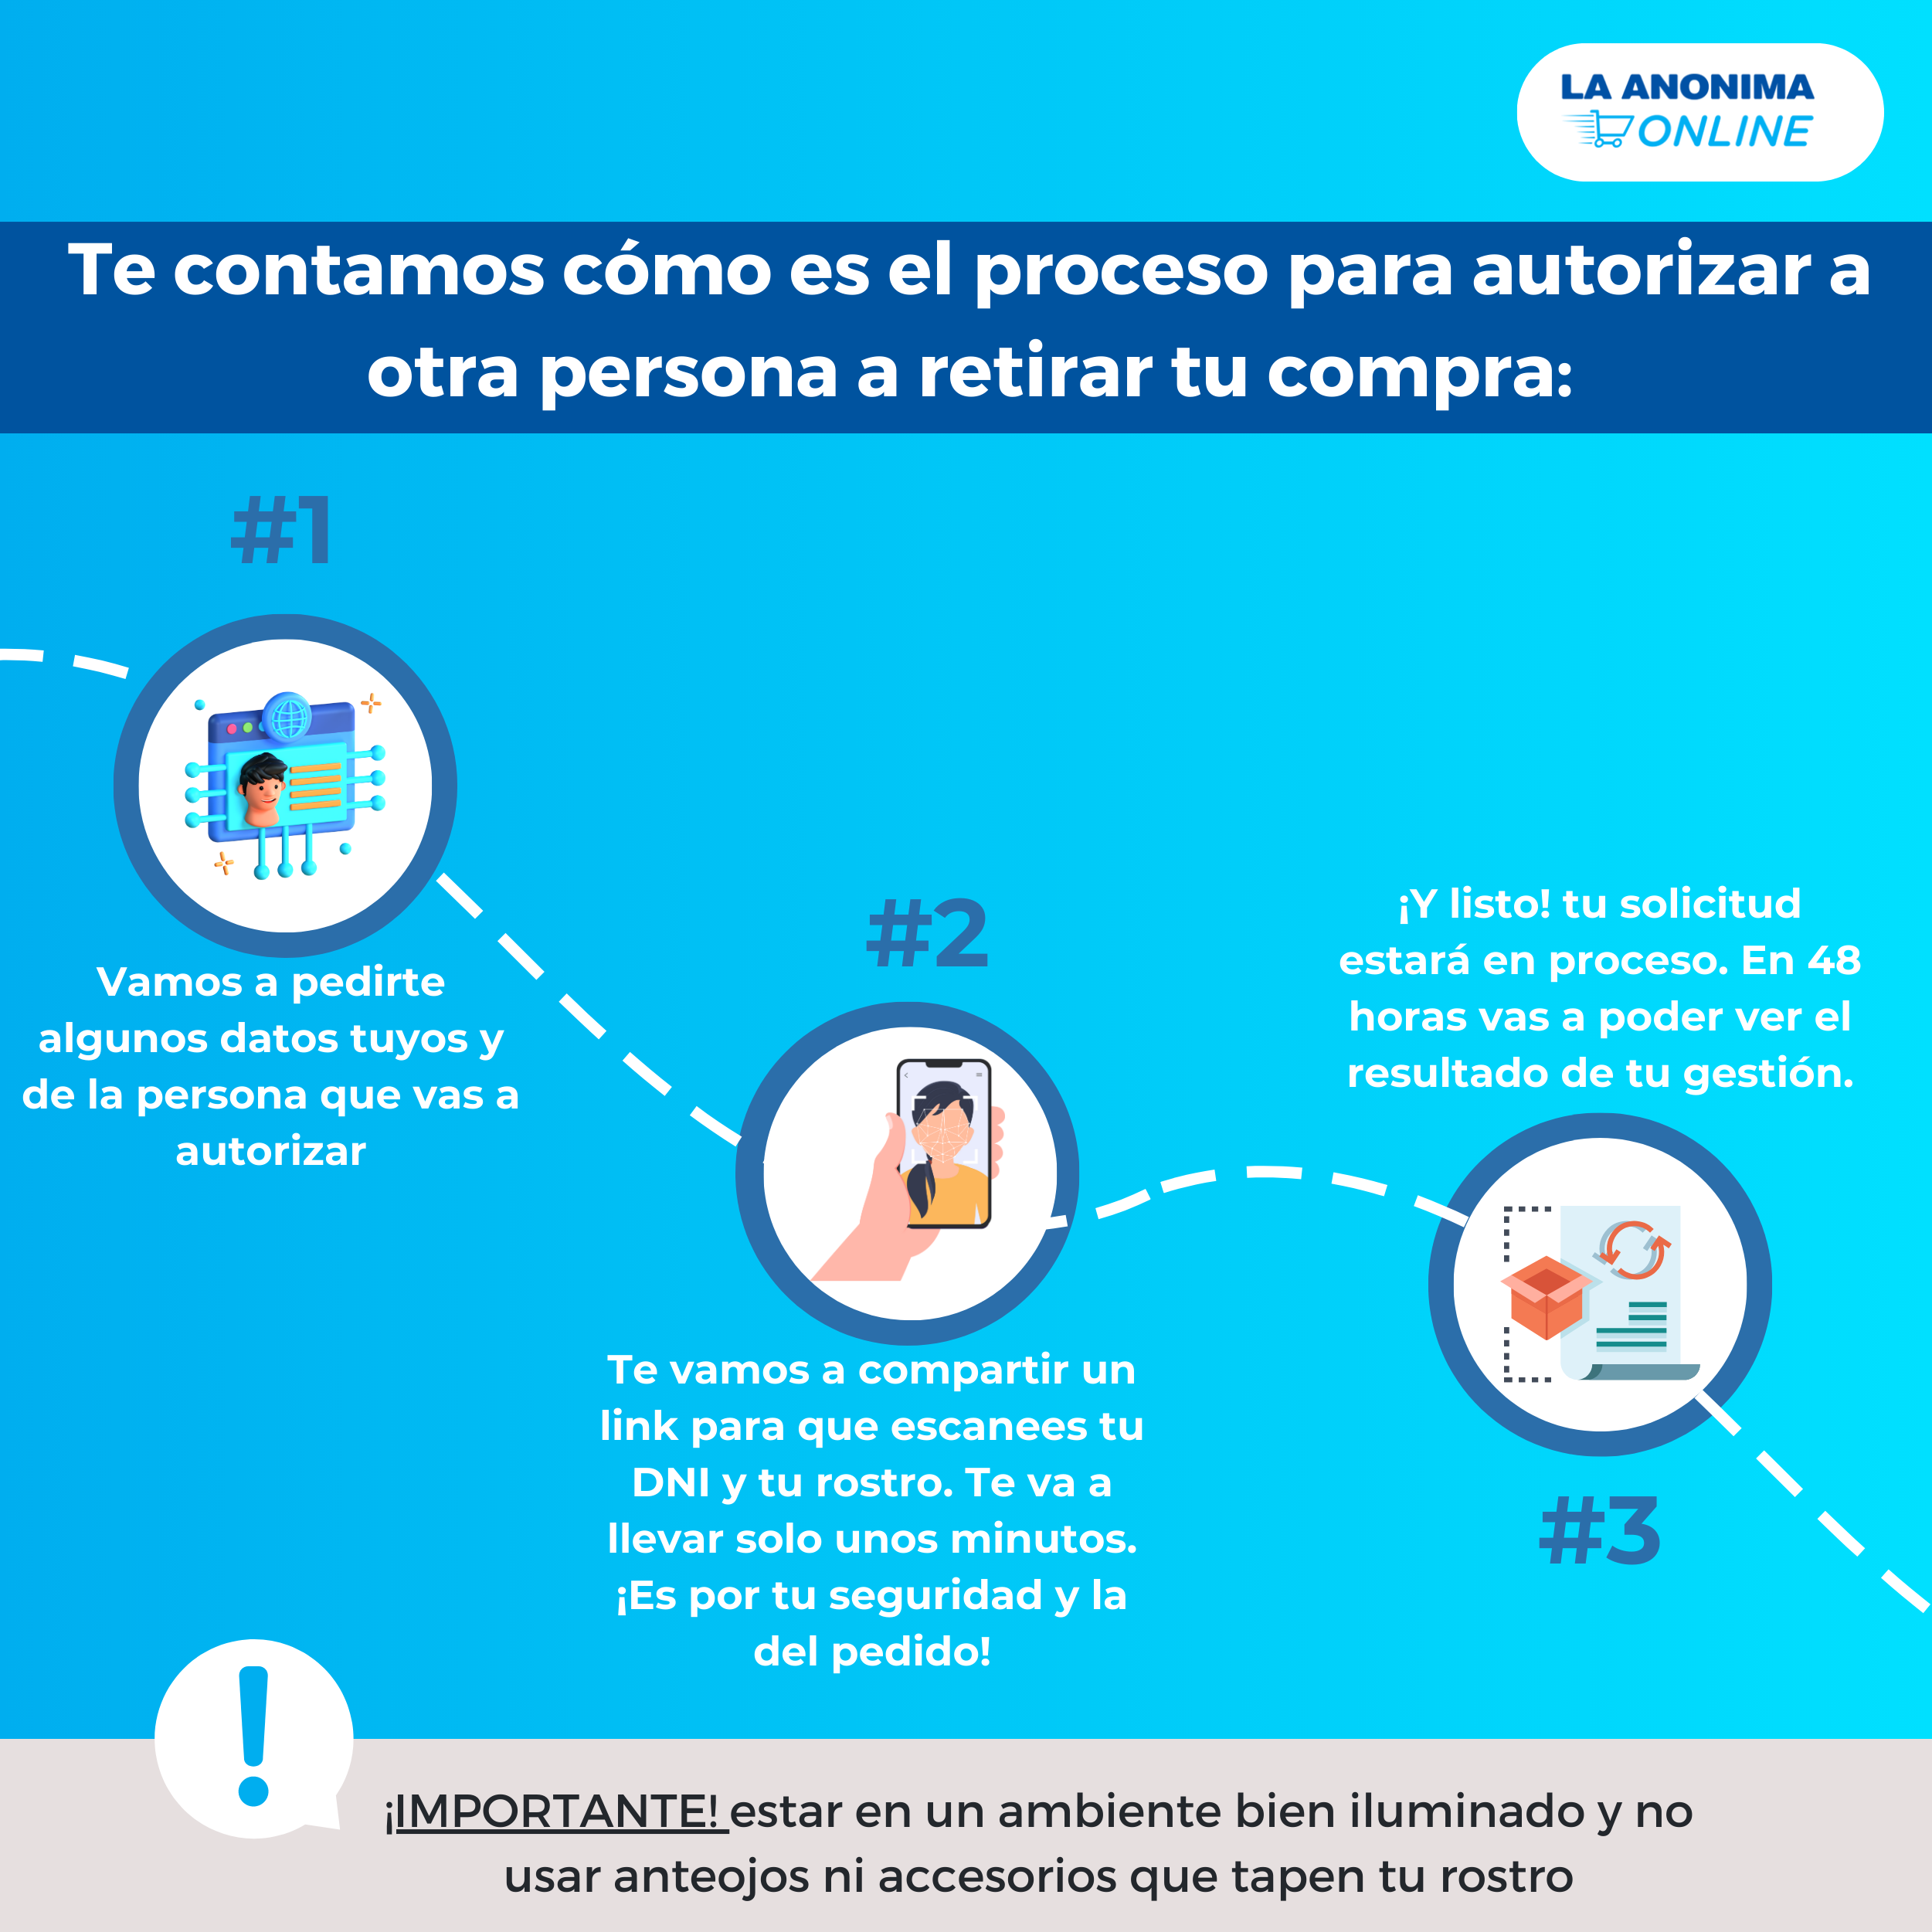 LA ANONIMA
ONLINE
Te contamos cómo es el proceso para autorizar a
otra persona a retirar tu compra:
#1
Vamos a pedirte
algunos datos tuyos y
de la persona que vas a
autorizar
#2
Te vamos a compartir un
link para que escanees tu
DNI y tu rostro. Te va a
llevar solo unos minutos.
¡Es por tu seguridad y la
del pedido!
¡Y listo! tu solicitud
estará en proceso. En 48
horas vas a poder ver el
resultado de tu gestión.
#3
¡IMPORTANTE! estar en un ambiente bien iluminado y no
usar anteojos ni accesorios que tapen tu rostro